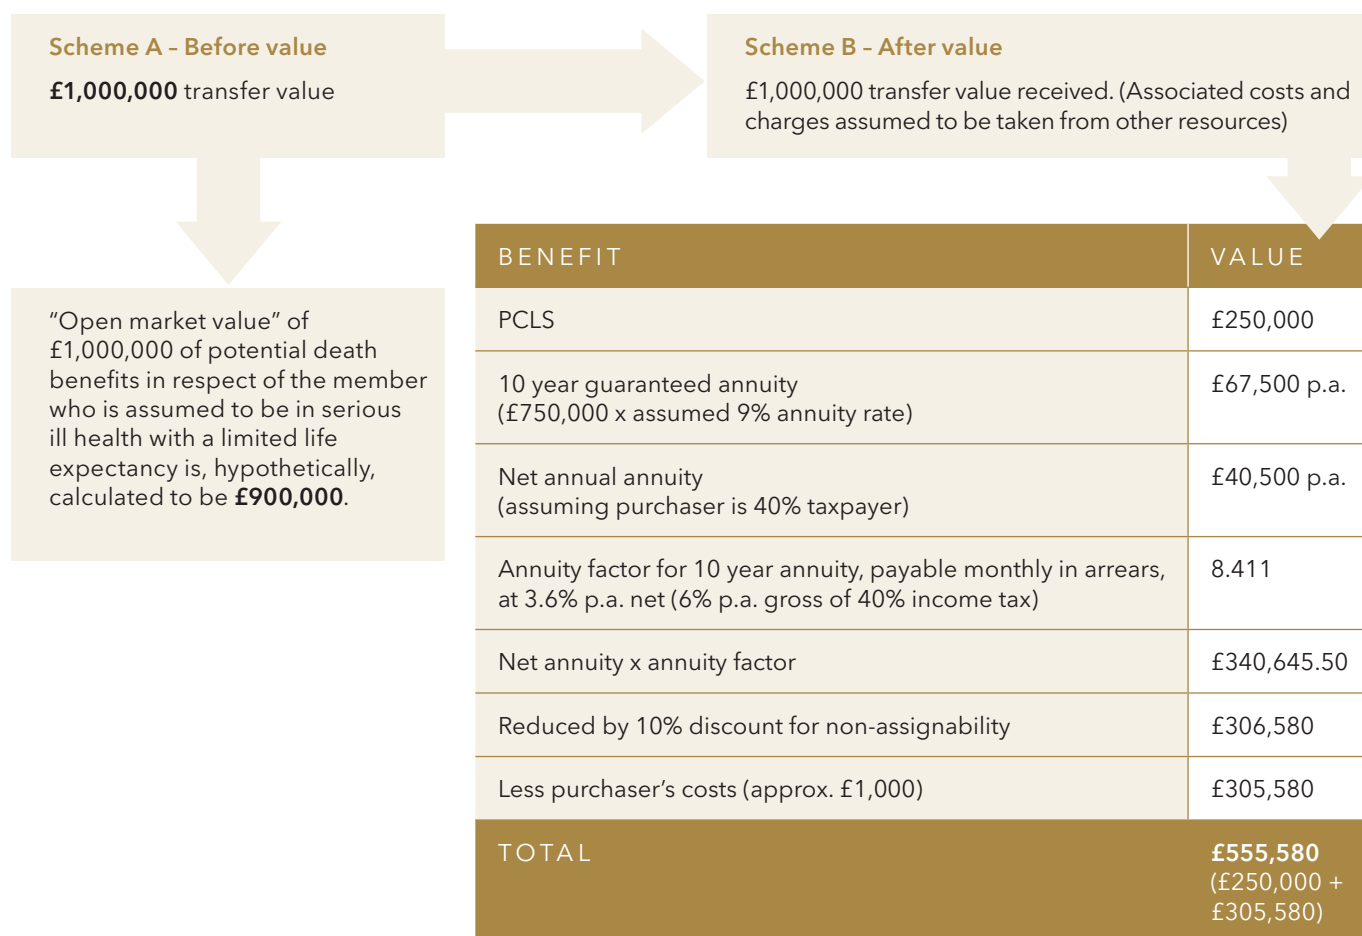 Scheme A – Before value
£1,000,000 transfer value
Scheme B – After value
£1,000,000 transfer value received. (Associated costs and
charges assumed to be taken from other resources)
“Open market value” of
£1,000,000 of potential death
benefits in respect of the member
who is assumed to be in serious
ill health with a limited life
expectancy is, hypothetically,
calculated to be £900,000.
BENEFIT VALUE
PCLS £250,000
10 year guaranteed annuity £67,500 p.a.
(£750,000 x assumed 9% annuity rate)
Net annual annuity £40,500 p.a.
(assuming purchaser is 40% taxpayer)
Annuity factor for 10 year annuity, payable monthly in arrears, 8.411
at 3.6% p.a. net (6% p.a. gross of 40% income tax)
Net annuity x annuity factor £340,645.50
Reduced by 10% discount for non-assignability £306,580
Less purchaser’s costs (approx. £1,000) £305,580
TOTAL £555,580
(£250,000 +
£305,580)